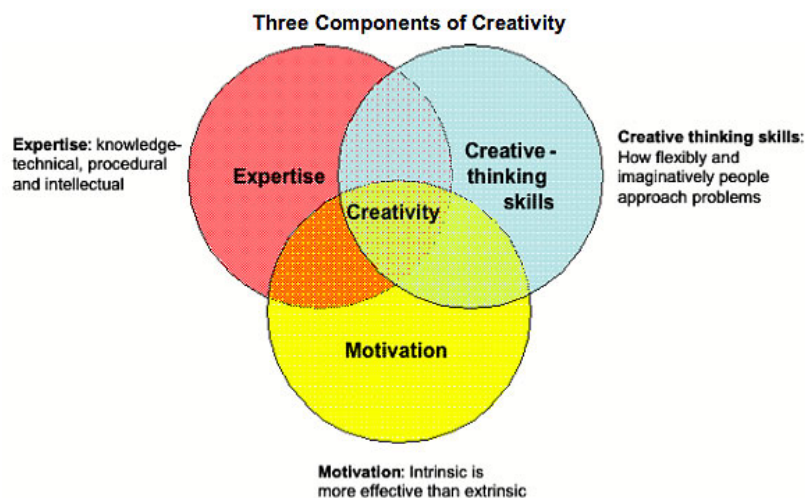 Three Components of Creativity
Expertise: knowledge-
technical, procedural
and intellectual
Expertise
Creative -
thinking
skills
Creative thinking skills:
How flexibly and
imaginatively people
approach problems
Creativity
Motivation
Motivation: Intrinsic is
more effective than extrinsic